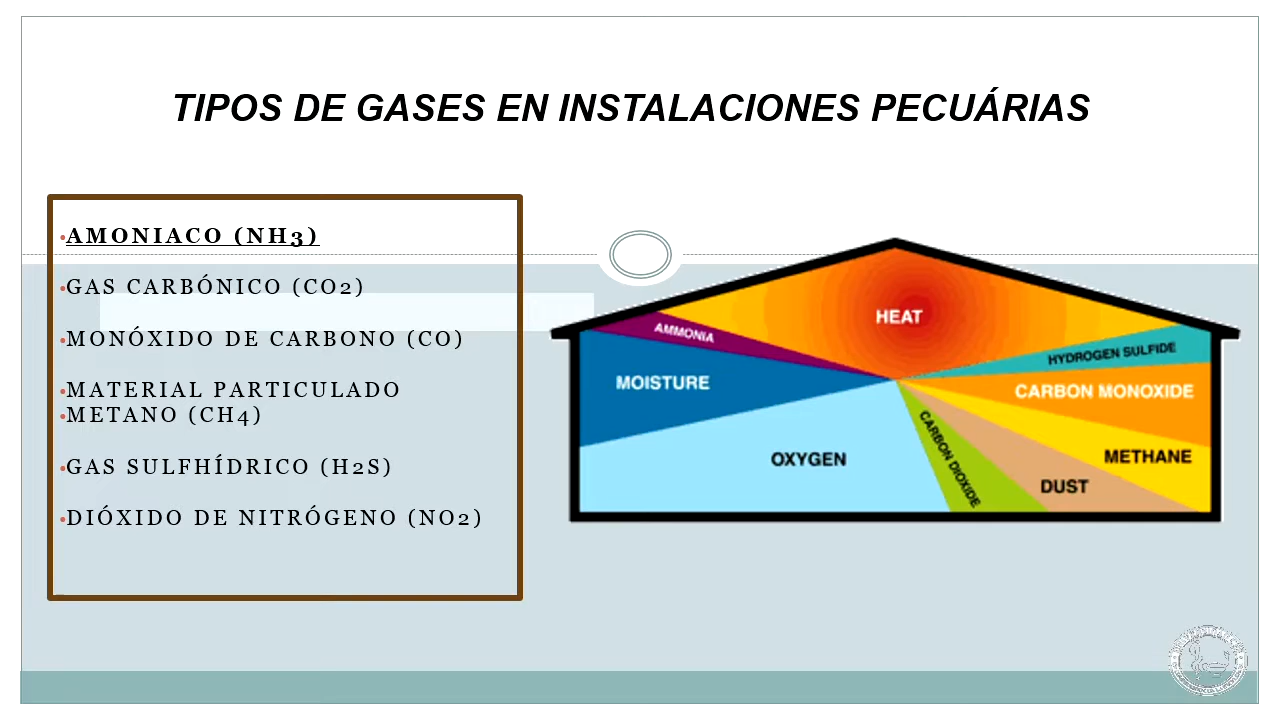 TIPOS DE GASES EN INSTALACIONES PECUÁRIAS
•AMONIACO (NH3)
•GAS CARBÓNICO (CO2)
•MONÓXIDO DE CARBONO (CO)
•MATERIAL PARTICULADO
•METANO (CH4)
•GAS SULFHÍDRICO (H2S)
•DIÓXIDO DE NITRÓGENO (NO2)
HEAT
AMMONIA
HYDROGEN SULFIDE
MOISTURE
CARBON MONOXIDE
OXYGEN
CARBON DIOXIDE
METHANE
DUST